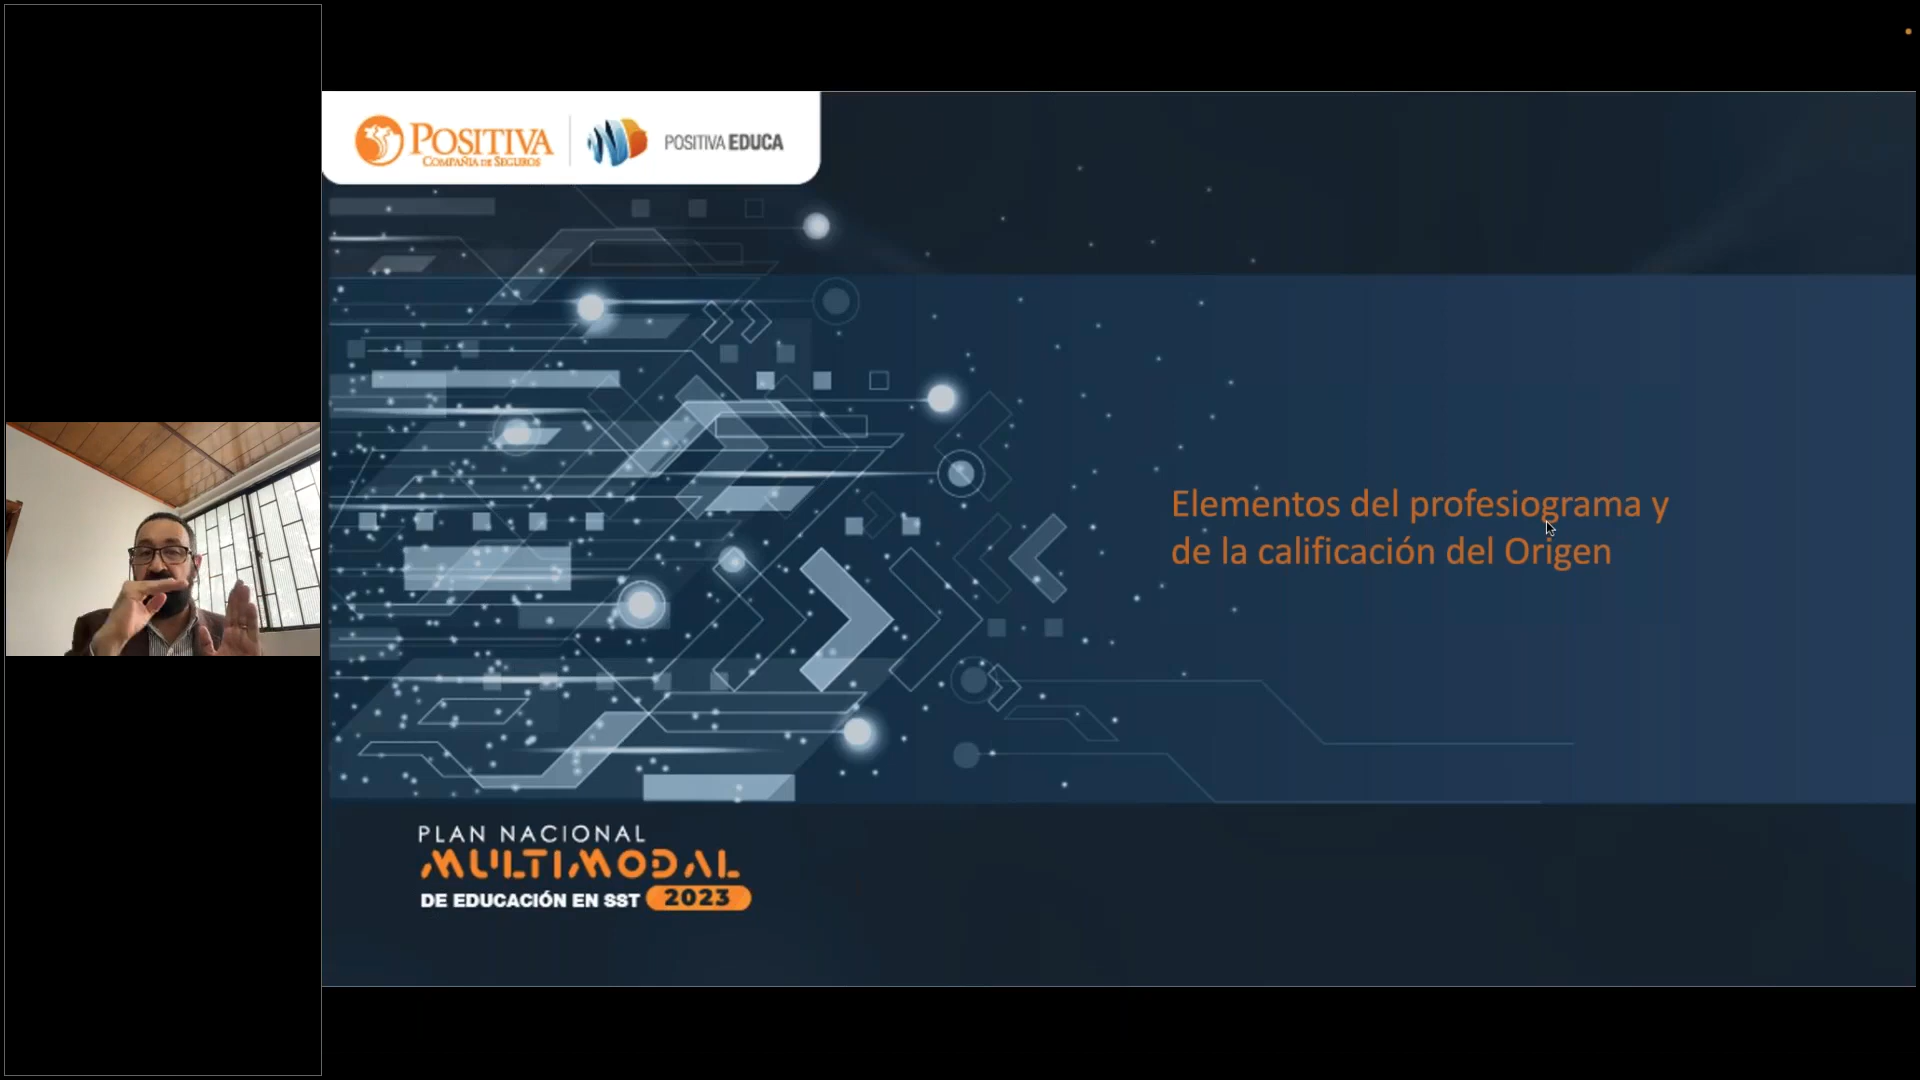 POSITIVA
COMPAÑIA DE SEGUROS
POSITIVA EDUCA
Elementos del profesiograma y
de la calificación del Origen
PLAN NACIONAL
MULTIMODAL
DE EDUCACIÓN EN SST 2023